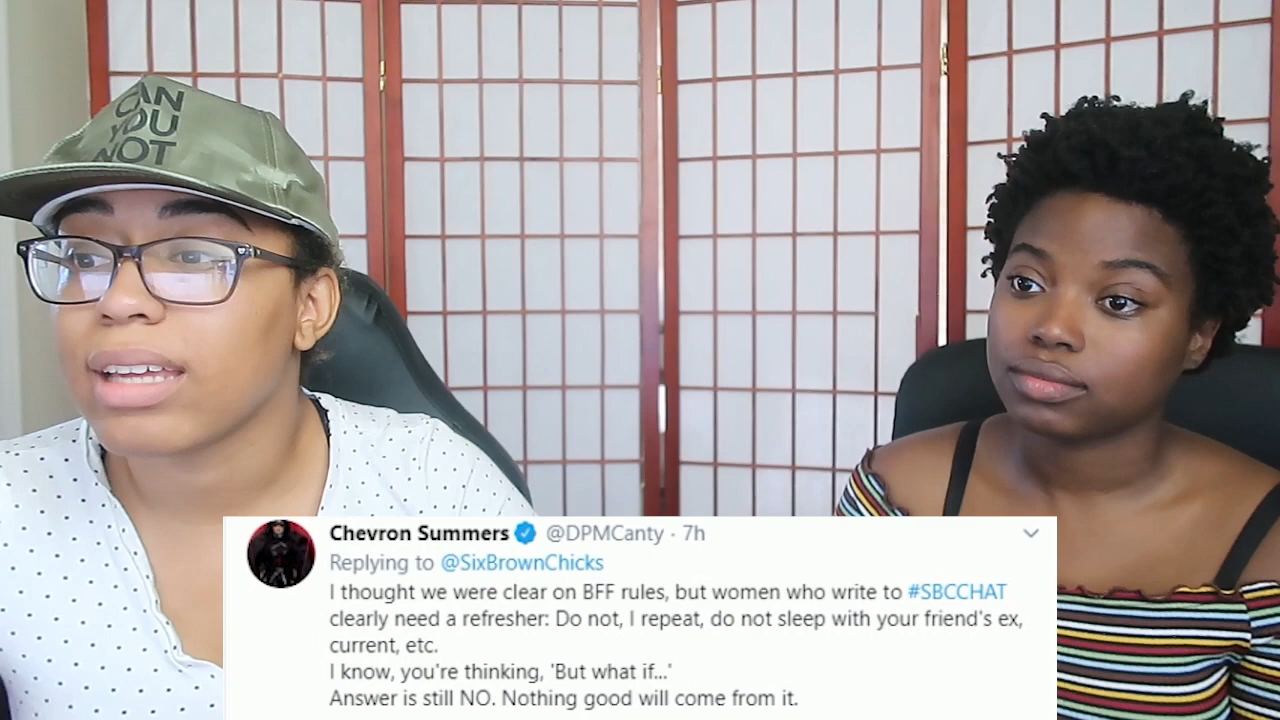 CAN
YOU
NOT
Chevron Summers @DPMCanty · 7h
Replying to @SixBrownChicks
I thought we were clear on BFF rules, but women who write to #SBCCHAT
clearly need a refresher: Do not, I repeat, do not sleep with your friend's ex,
current, etc.
I know, you're thinking, 'But what if...'
Answer is still NO. Nothing good will come from it.